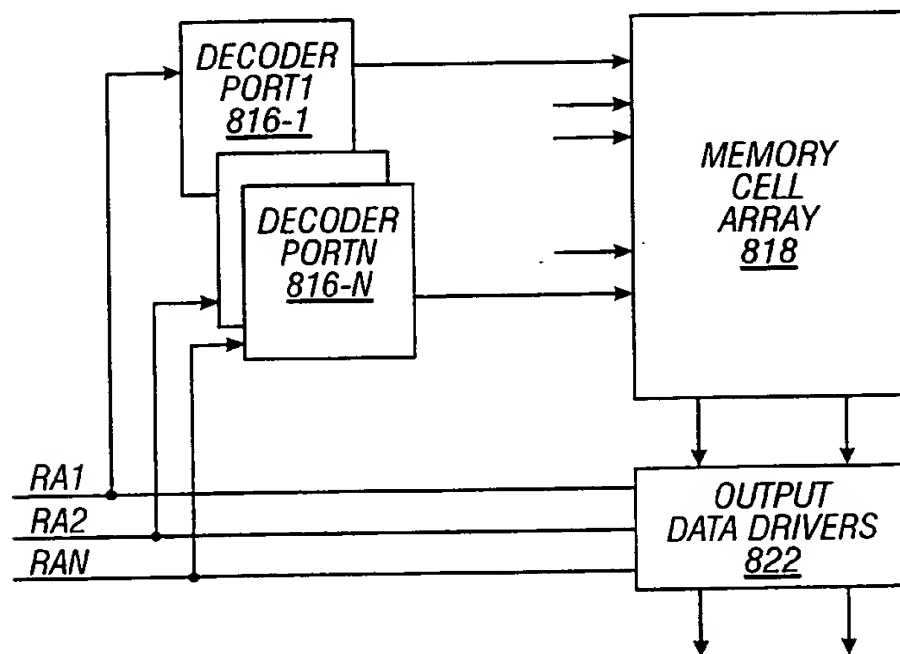 DECODER
PORT1
816-1
DECODER
PORTN
816-N
MEMORY
CELL
ARRAY
818
RA1
RA2
RAN
OUTPUT
DATA DRIVERS
822